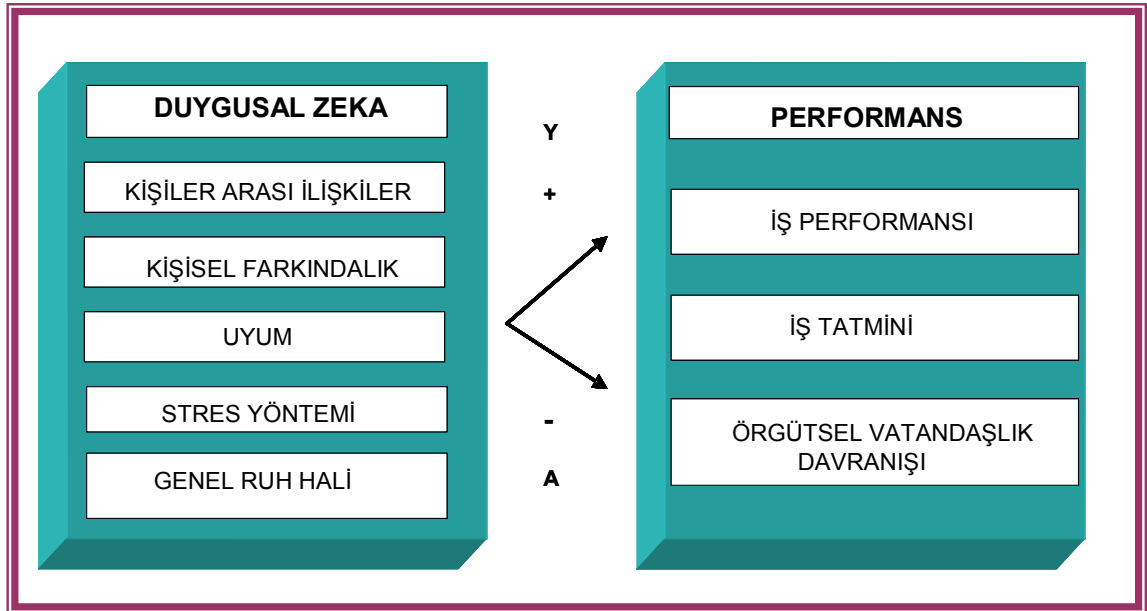 DUYGUSAL ZEKA
KİŞİLER ARASI İLİŞKİLER
KİŞİSEL FARKINDALIK
UYUM
STRES YÖNTEMİ
GENEL RUH HALİ
Y
+
-
A
PERFORMANS
İŞ PERFORMANSI
İŞ TATMİNİ
ÖRGÜTSEL VATANDAŞLIK
DAVRANIŞI